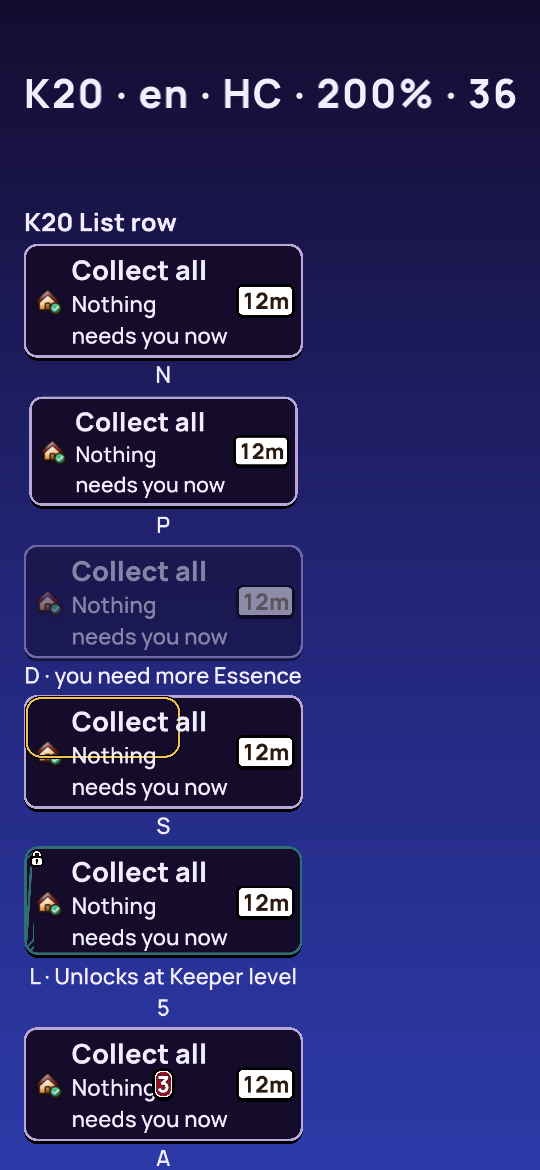 K20 · en · HC · 200% · 36
K20 List row
Collect all
Nothing
needs you now
12m
N
Collect all
Nothing
needs you now
12m
P
Collect all
Nothing
needs you now
12m
D · you need more Essence
Collect all
Nothing
needs you now
12m
S
Collect all
Nothing
needs you now
12m
L · Unlocks at Keeper level
5
Collect all
Nothing
3
needs you now
12m
A